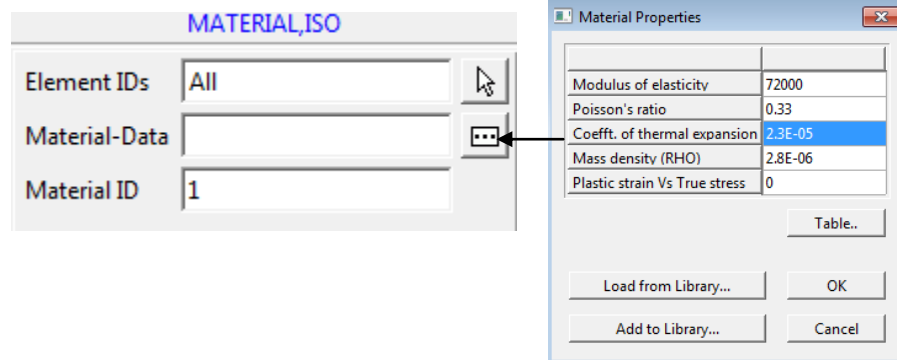 MATERIAL,ISO
Element IDs All
Material-Data
Material ID 1
Material Properties
Modulus of elasticity 72000
Poisson's ratio 0.33
Coefft. of thermal expansion 2.3E-05
Mass density (RHO) 2.8E-06
Plastic strain Vs True stress 0
Table..
Load from Library... OK
Add to Library... Cancel